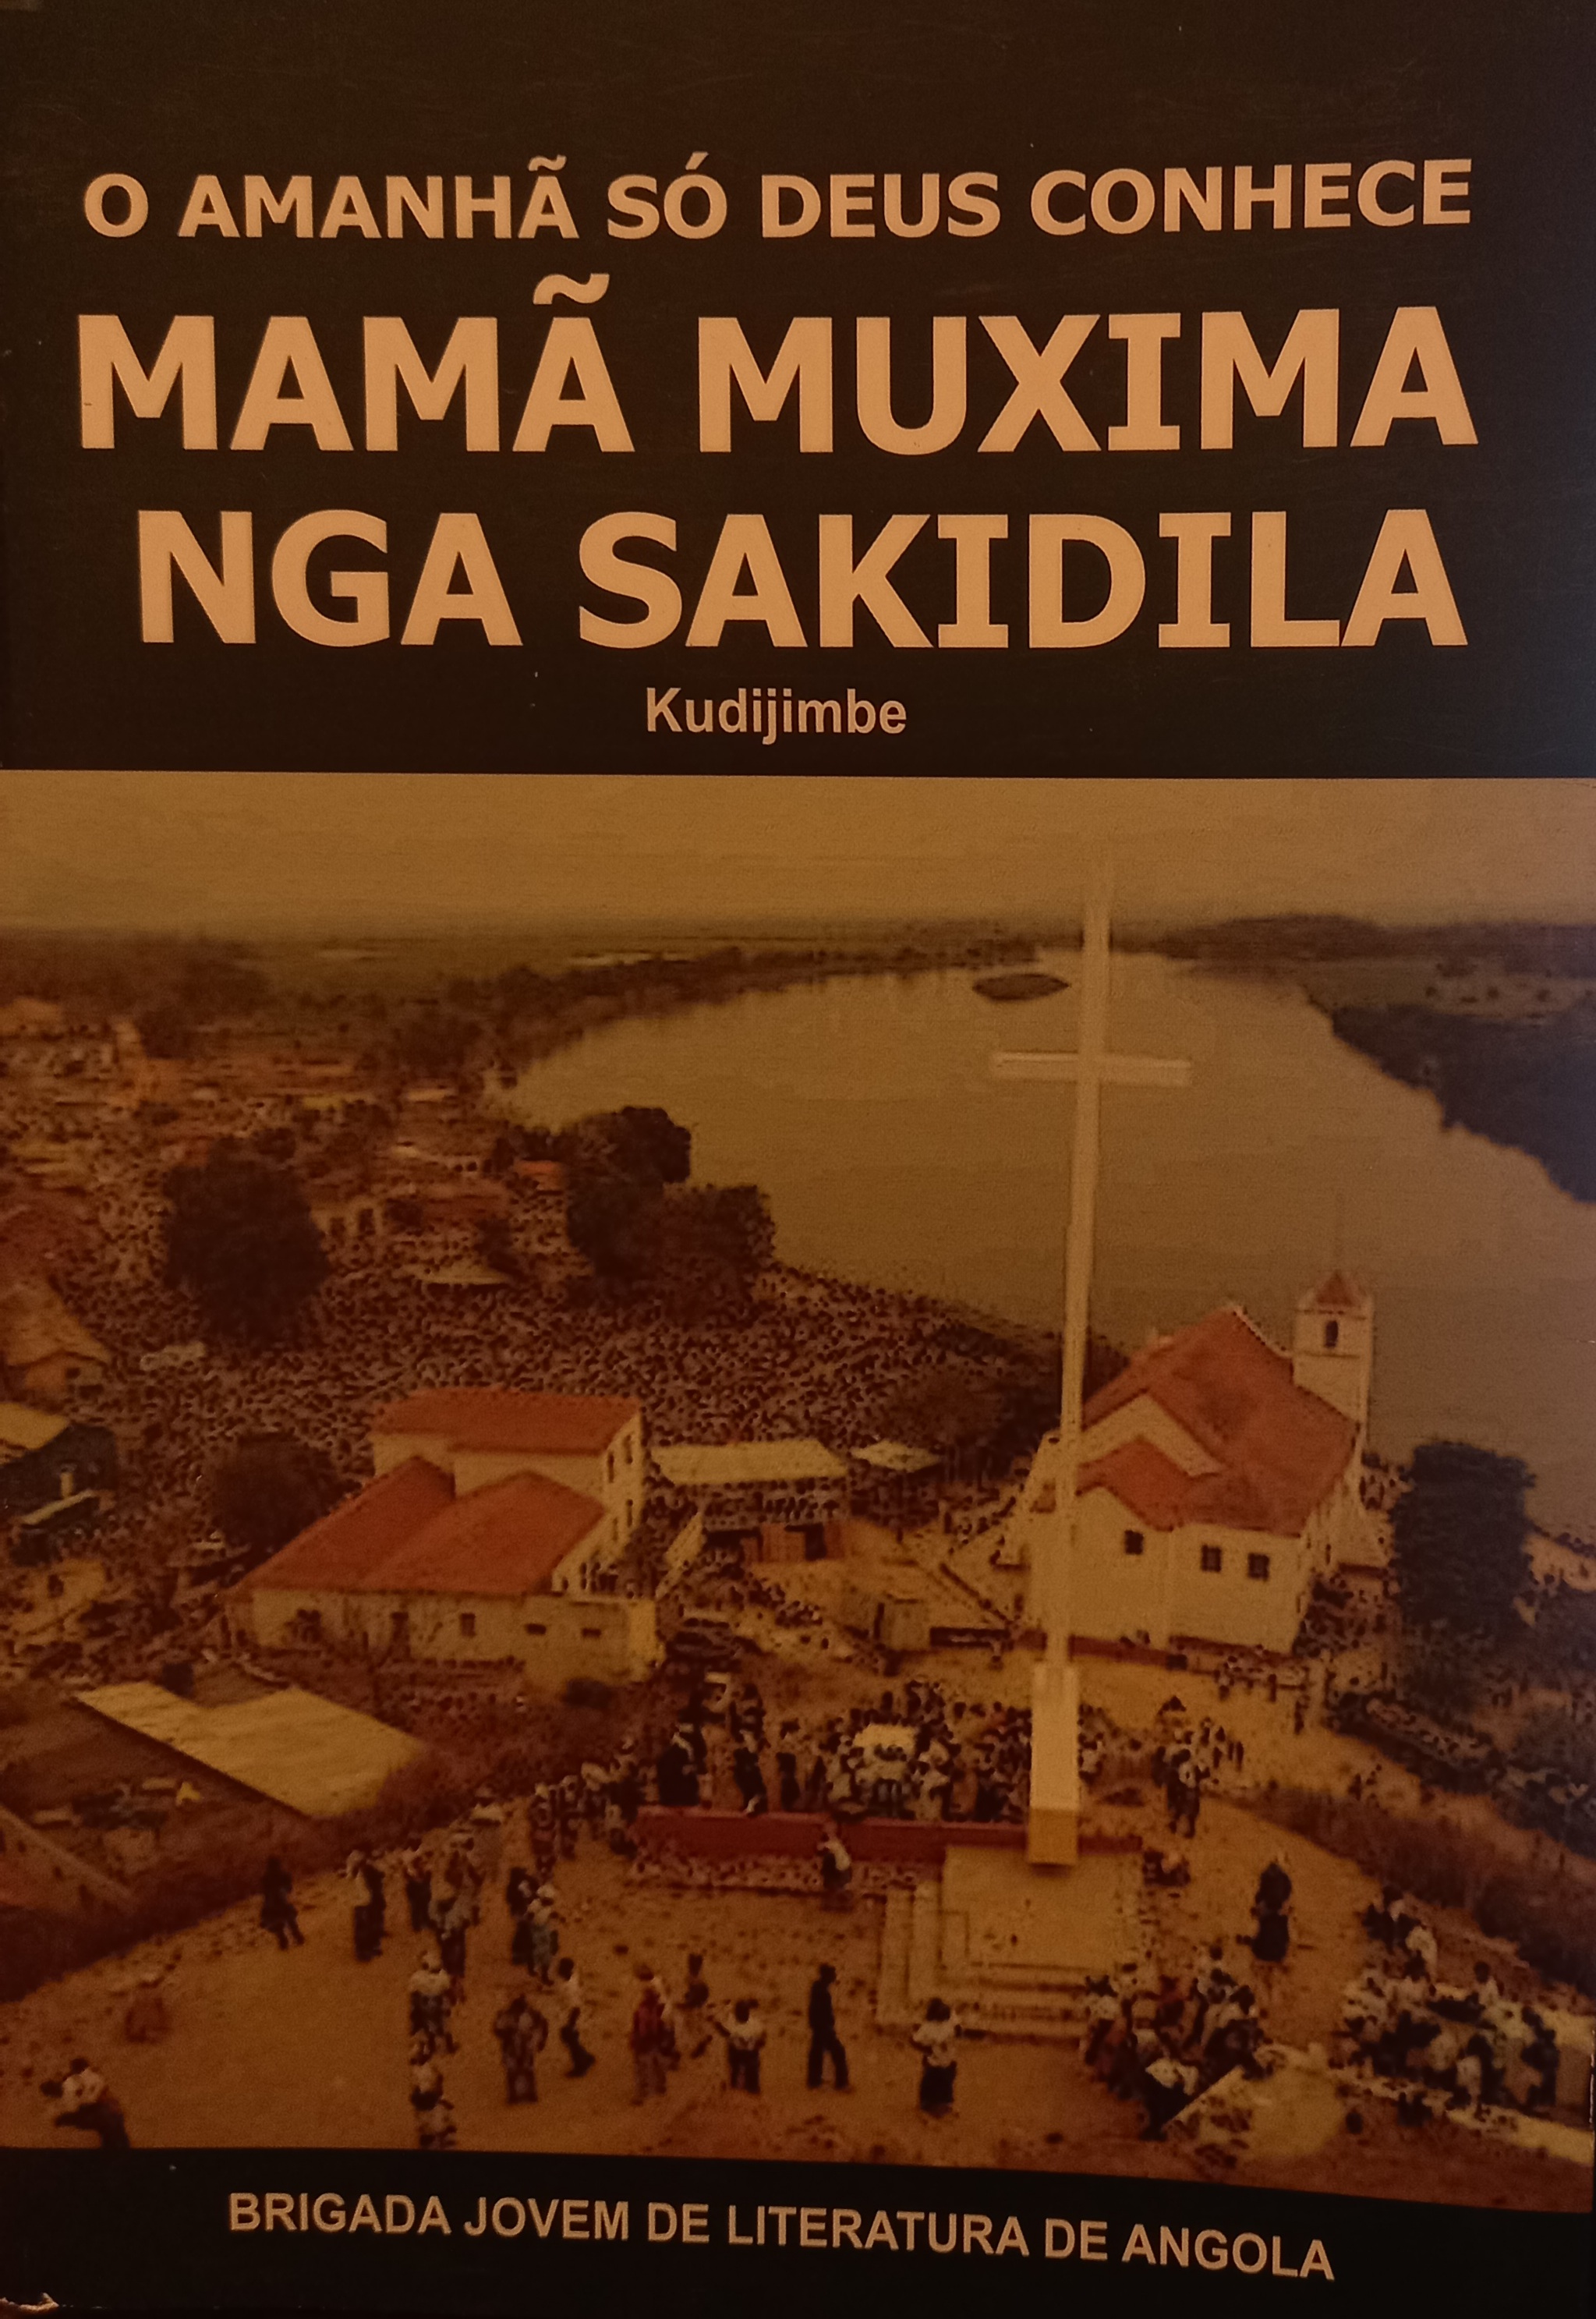 O AMANHÃ SÓ DEUS CONHECE
MAMÃ MUXIMA
NGA SAKIDILA
Kudijimbe
BRIGADA JOVEM DE LITERATURA DE ANGOLA